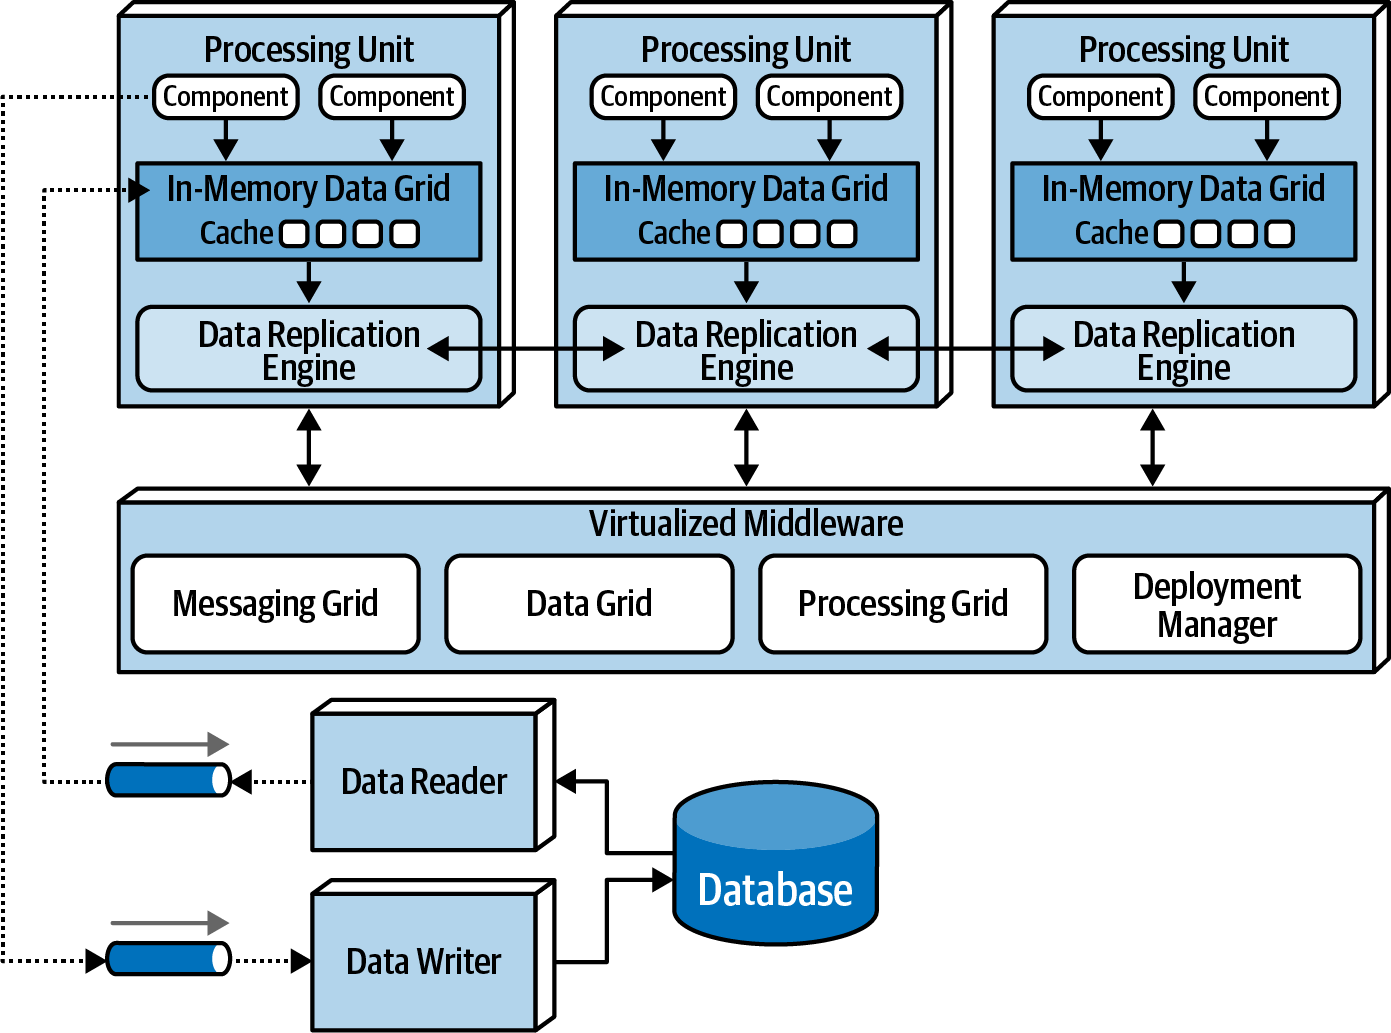 Processing Unit
Component Component
In-Memory Data Grid
Cache
Data Replication
Engine
Processing Unit
Component Component
In-Memory Data Grid
Cache
Data Replication
Engine
Processing Unit
Component Component
In-Memory Data Grid
Cache
Data Replication
Engine
Virtualized Middleware
Messaging Grid
Data Grid
Processing Grid
Deployment
Manager
Data Reader
Database
Data Writer